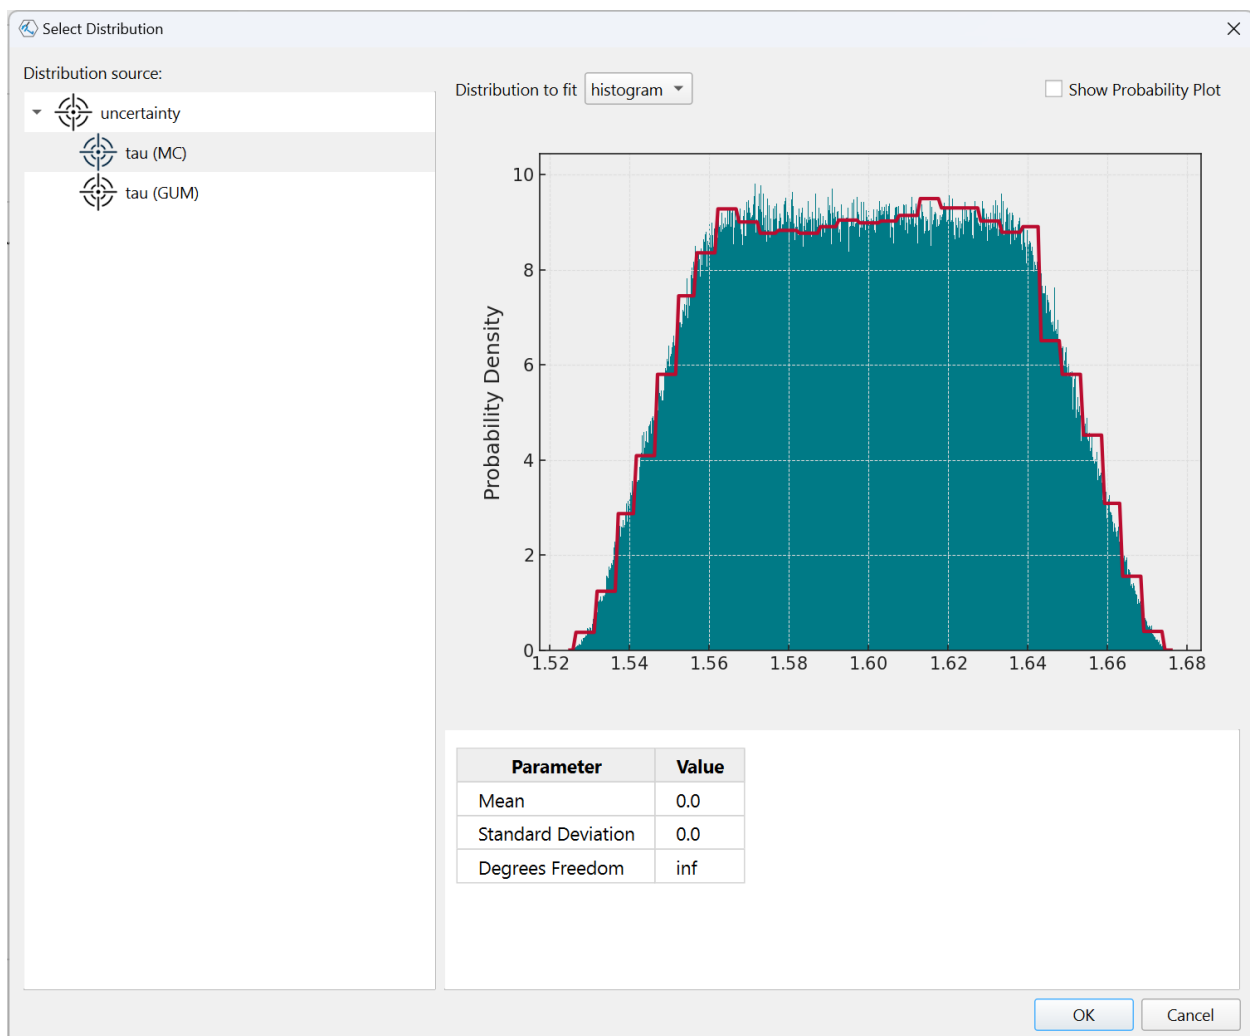 Select Distribution
Distribution source:
uncertainty
tau (MC)
tau (GUM)
Distribution to fit histogram
Show Probability Plot
Probability Density
10
8
6
4
2
0
1.52 1.54 1.56 1.58 1.60 1.62 1.64 1.66 1.68
Parameter Value
Mean 0.0
Standard Deviation 0.0
Degrees Freedom inf
OK Cancel